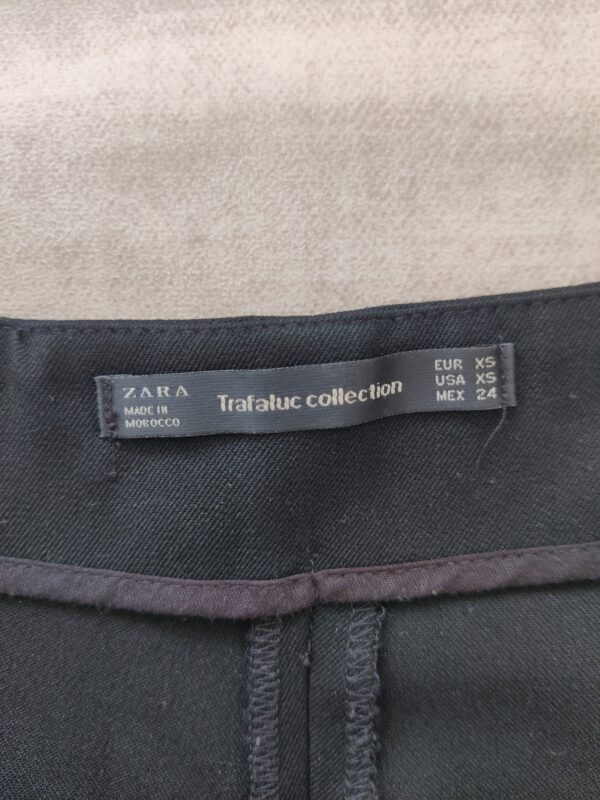 ZARA
MADE IN
MOROCCO
Trafaluc collection
EUR XS
USA XS
MEX 24